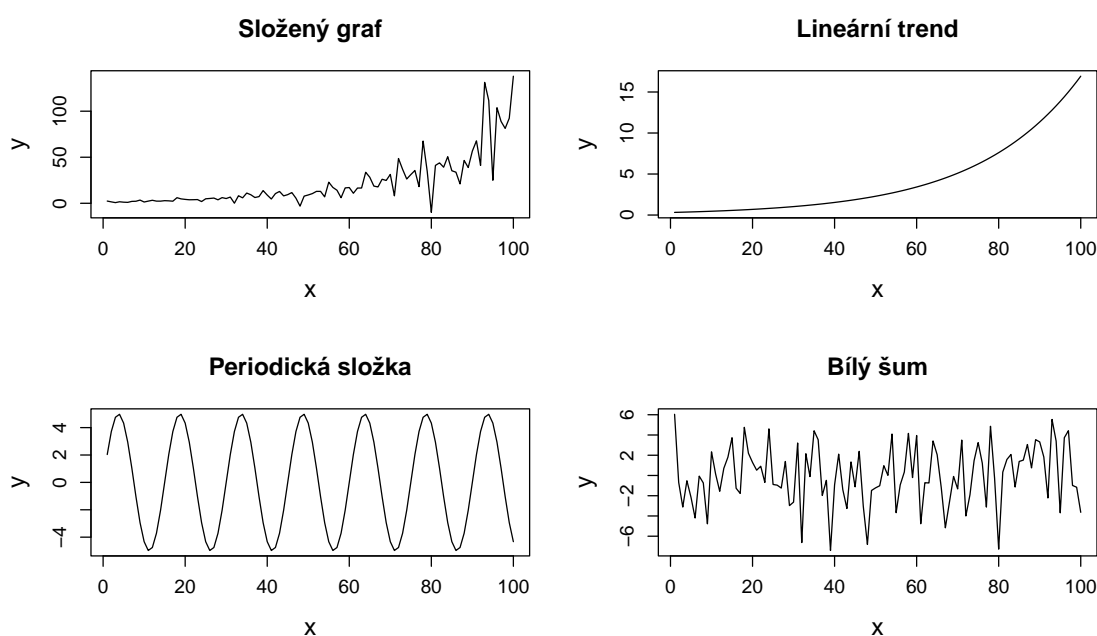 Složený graf
y
0 50 100
0 20 40 60 80 100
x
Lineární trend
y
0 5 10 15
0 20 40 60 80 100
x
Periodická složka
y
−4 0 2 4
0 20 40 60 80 100
x
Bílý šum
y
−6 −2 2 6
0 20 40 60 80 100
x